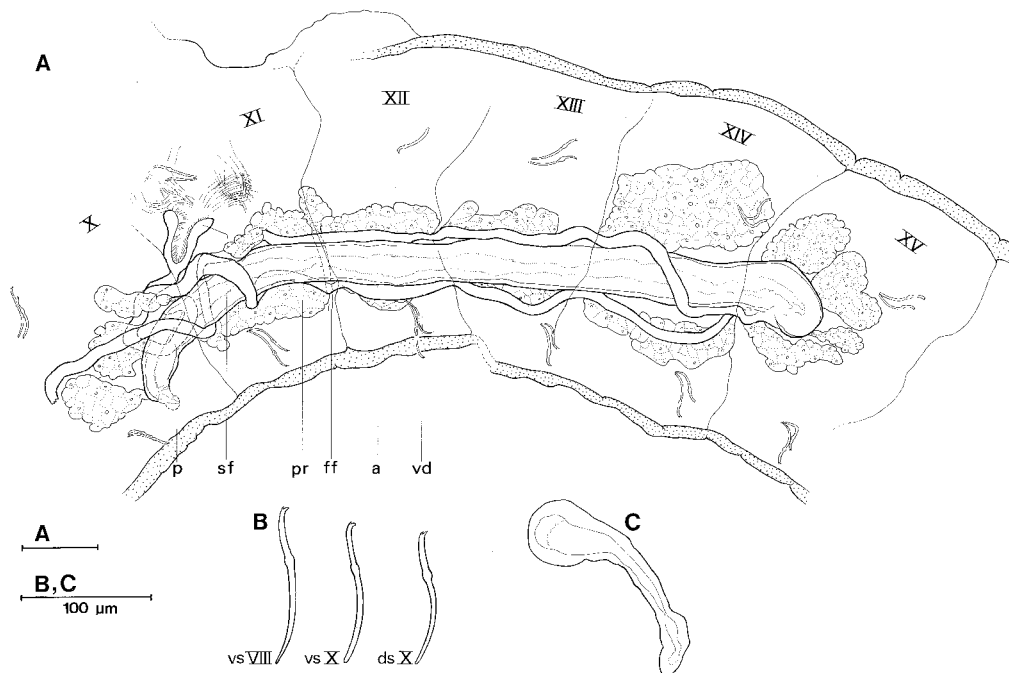 A
X
XI
XII
XIII
XIV
XV
p sf pr ff a vd
A
B, C
100 µm
B
vs VIII vs X ds X
C